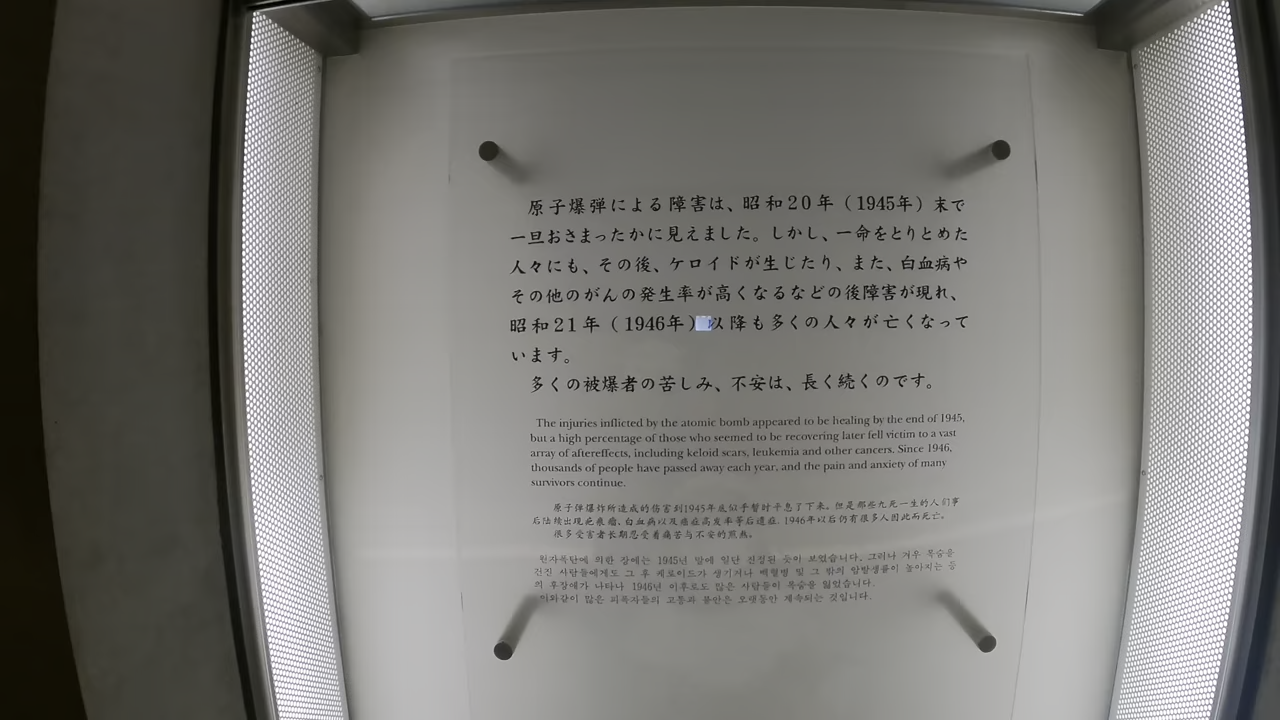 原子爆弾による障害は、昭和20年（1945年）末で
一旦おさまったかに見えました。しかし、一命をとりとめた
人々にも、その後、ケロイドが生じたり、また、白血病や
その他のがんの発生率が高くなるなどの後障害が現れ、
昭和21年（1946年）以降も多くの人々が亡くなって
います。
多くの被爆者の苦しみ、不安は、長く続くのです。
The injuries inflicted by the atomic bomb appeared to be healing by the end of 1945,
but a high percentage of those who seemed to be recovering later fell victim to a vast
array of aftereffects, including keloid scars, leukemia and other cancers. Since 1946,
thousands of people have passed away each year, and the pain and anxiety of many
survivors continue.
原子弹爆炸所造成的伤害到1945年底似乎暂时平息了下来。但是那些九死一生的人们事
后陆续出现疤痕瘤、白血病以及癌症高发率等后遗症. 1946年以后仍有很多人因此而死亡。
很多受害者长期忍受着痛苦与不安的煎熬。
원자폭탄에 의한 장애는 1945년 말에 일단 진정된 듯이 보였습니다. 그러나 겨우 목숨을
건진 사람들에게도 그 후 케로이드가 생기거나 백혈병 및 그 밖의 암발생률이 높아지는 등
의 후장애가 나타나 1946년 이후로도 많은 사람들이 목숨을 잃었습니다.
이와같이 많은 피폭자들의 고통과 불안은 오랫동안 계속되는 것입니다.